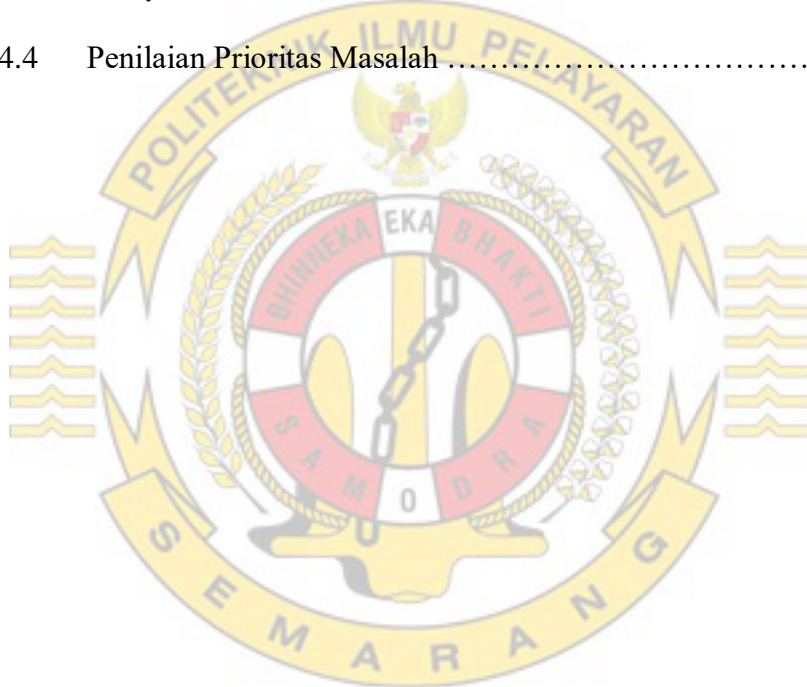 4.4 Penilaian Prioritas Masalah ……………………………
POLITEKNIK ILMU PELAYARAN
BHINNEKA EKA BHAKTI
SAMODRA
SEMARANG